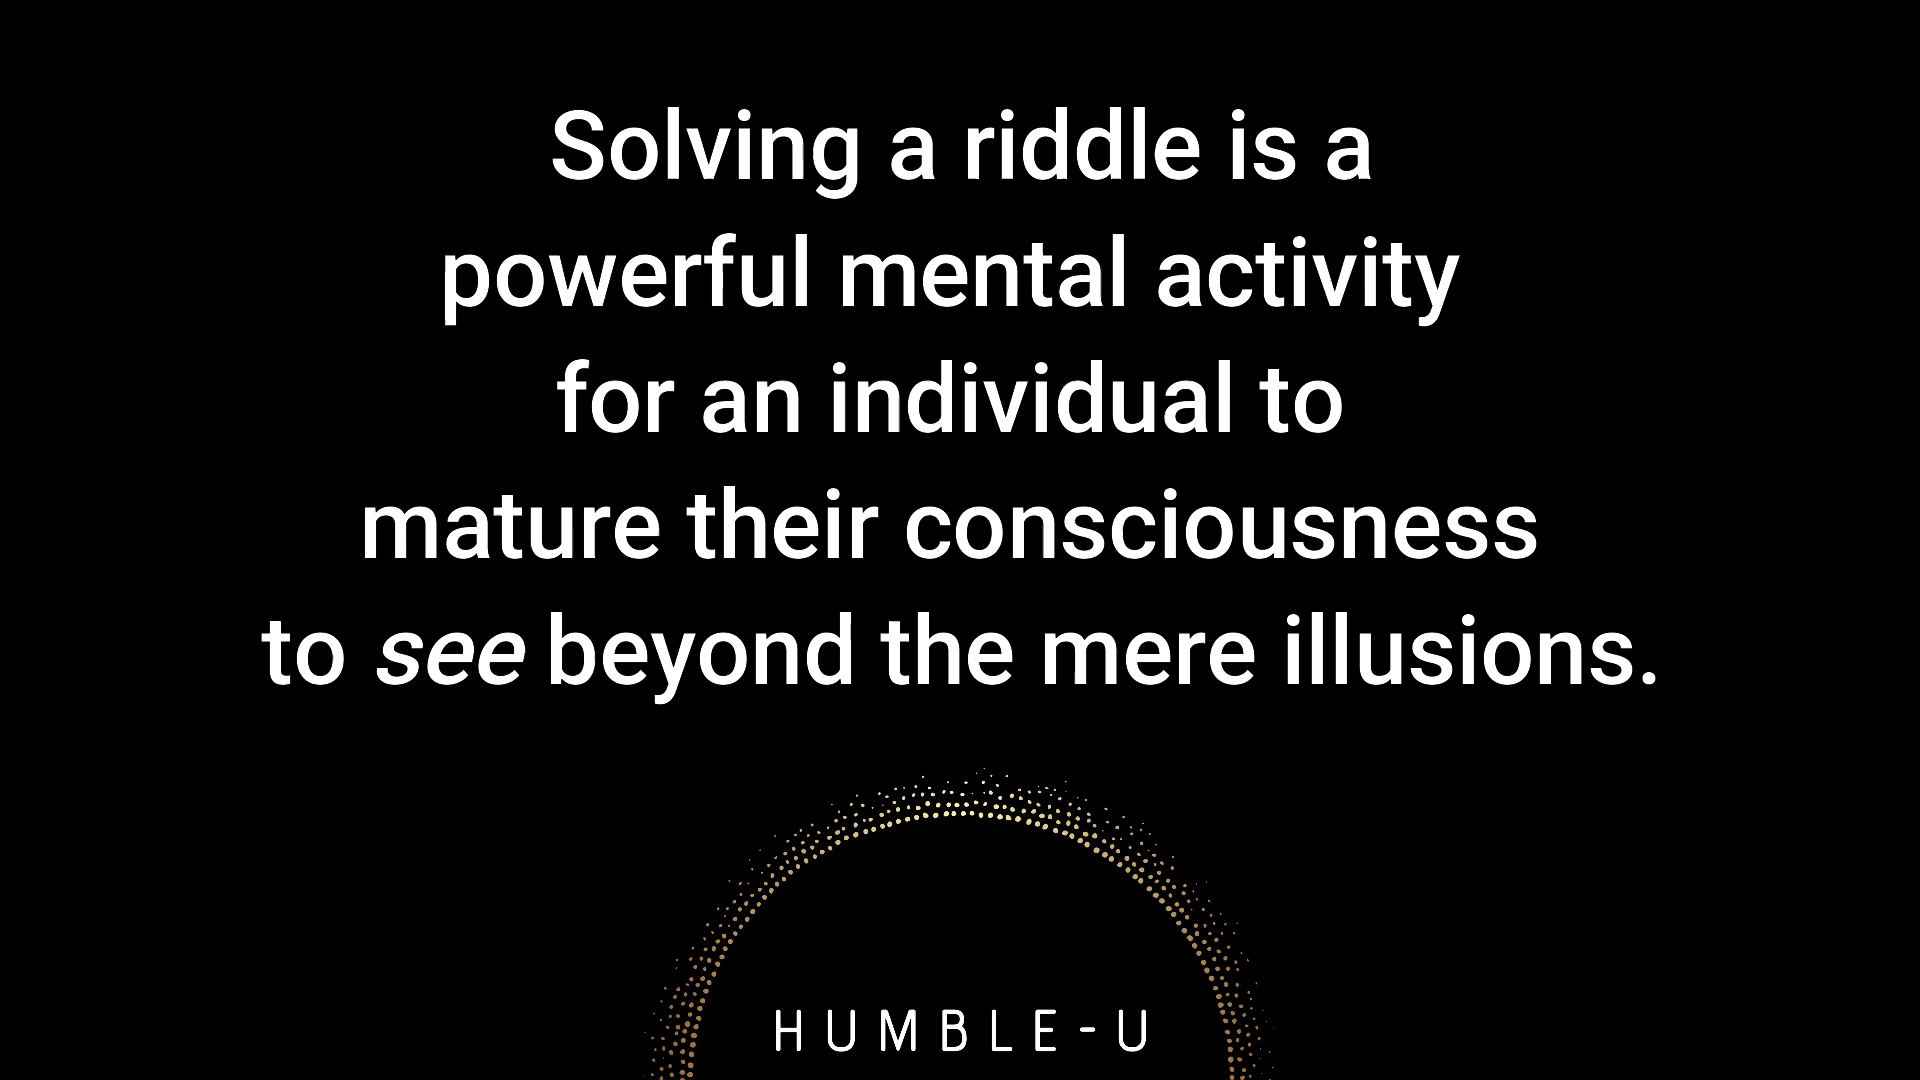 Solving a riddle is a
powerful mental activity
for an individual to
mature their consciousness
to see beyond the mere illusions.
HUMBLE-U